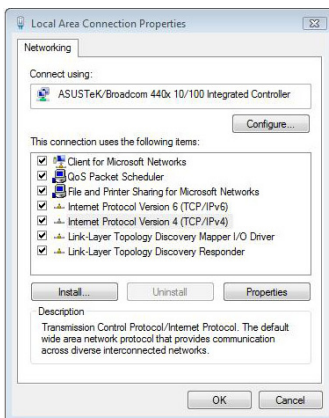 Local Area Connection Properties
Networking
Connect using:
ASUSTeK/Broadcom 440x 10/100 Integrated Controller
Configure...
This connection uses the following items:
Client for Microsoft Networks
QoS Packet Scheduler
File and Printer Sharing for Microsoft Networks
Internet Protocol Version 6 (TCP/IPv6)
Internet Protocol Version 4 (TCP/IPv4)
Link-Layer Topology Discovery Mapper I/O Driver
Link-Layer Topology Discovery Responder
Install... Uninstall Properties
Description
Transmission Control Protocol/Internet Protocol. The default
wide area network protocol that provides communication
across diverse interconnected networks.
OK Cancel